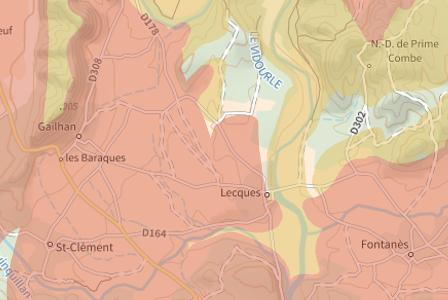 D178
LE VIDOURLE
euf
N.-D. de Prime
Combe
D308
205
Gailhan
D302
les Baraques
Lecques
D164
St-Clément
Fontanès